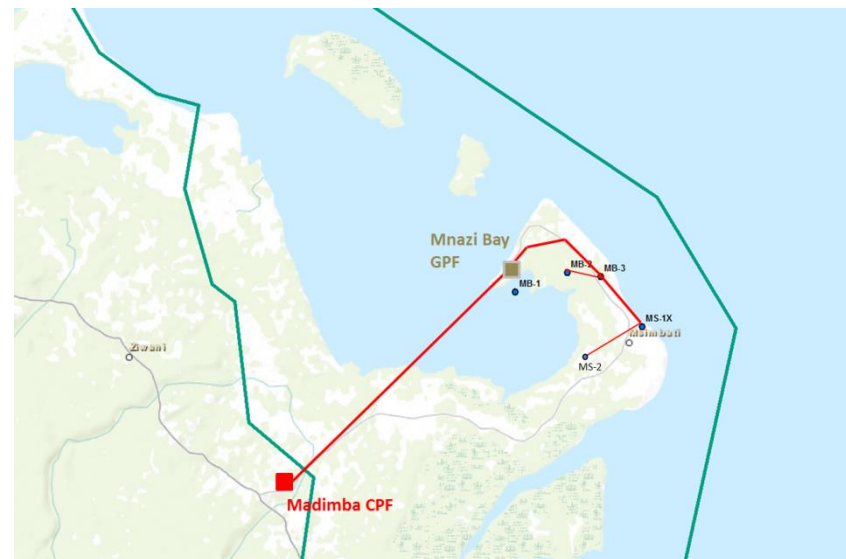 Mnazi Bay
GPF
MB-2
MB-3
MB-1
MS-1X
Msimbati
MS-2
Ziwani
Madimba CPF